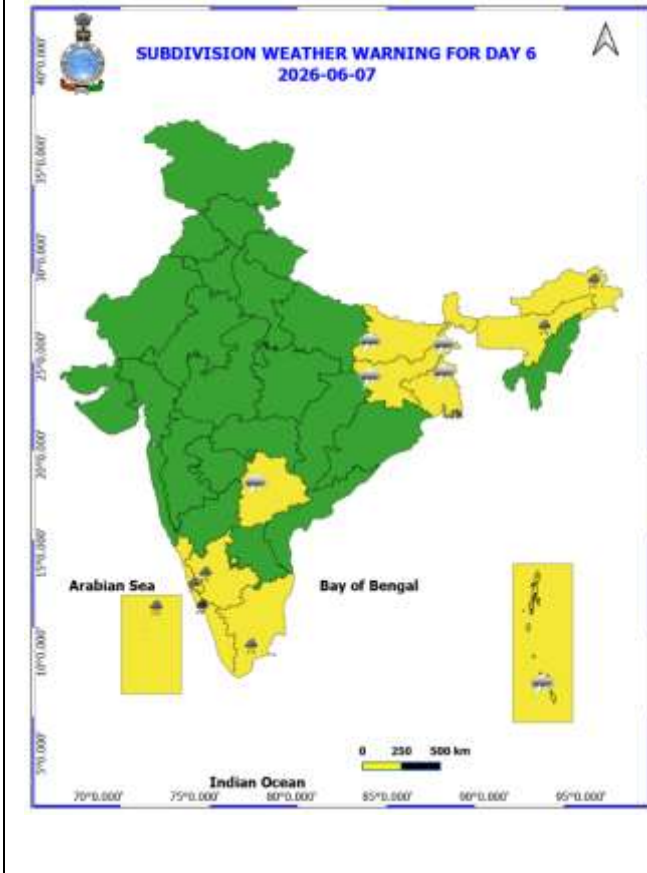 SUBDIVISION WEATHER WARNING FOR DAY 6
2026-06-07
40°0.000'
35°0.000'
30°0.000'
25°0.000'
20°0.000'
15°0.000'
10°0.000'
5°0.000'
Arabian Sea
Bay of Bengal
0 250 500 km
Indian Ocean
70°0.000' 75°0.000' 80°0.000' 85°0.000' 90°0.000' 95°0.000'